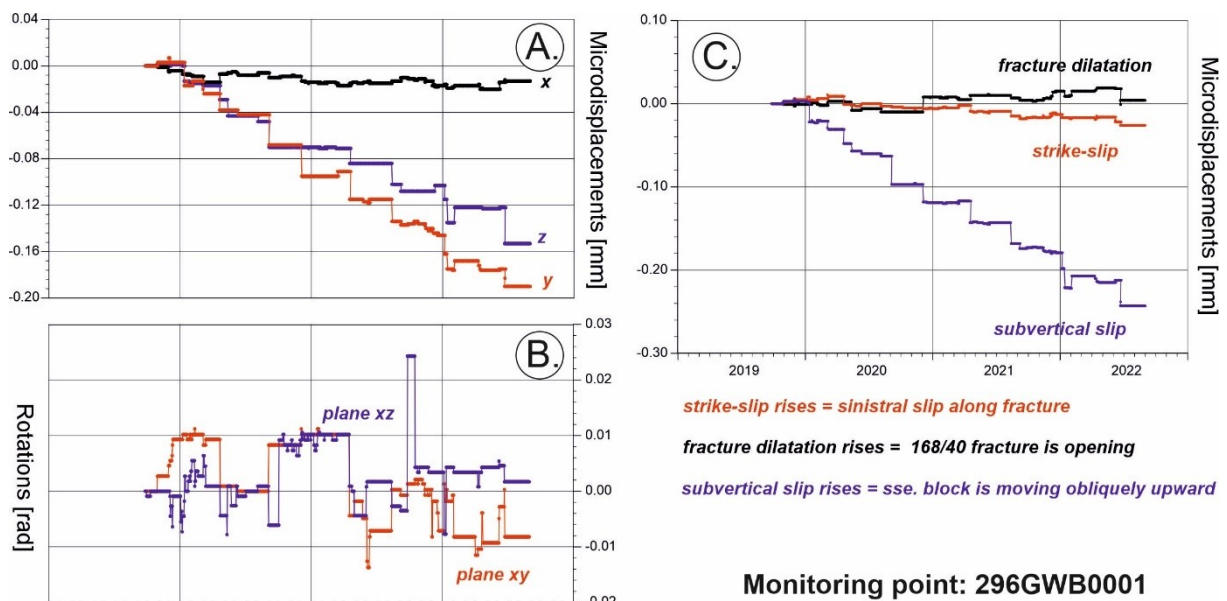 0.04
0.00
-0.04
-0.08
-0.12
-0.16
-0.20
A.
x
z
y
Microdisplacements [mm]
0.03
0.02
0.01
0.00
-0.01
-0.02
B.
plane xz
plane xy
Rotations [rad]
0.10
0.00
-0.10
-0.20
-0.30
C.
fracture dilatation
strike-slip
subvertical slip
Microdisplacements [mm]
2019
2020
2021
2022
strike-slip rises = sinistral slip along fracture
fracture dilatation rises = 168/40 fracture is opening
subvertical slip rises = sse. block is moving obliquely upward
Monitoring point: 296GWB0001